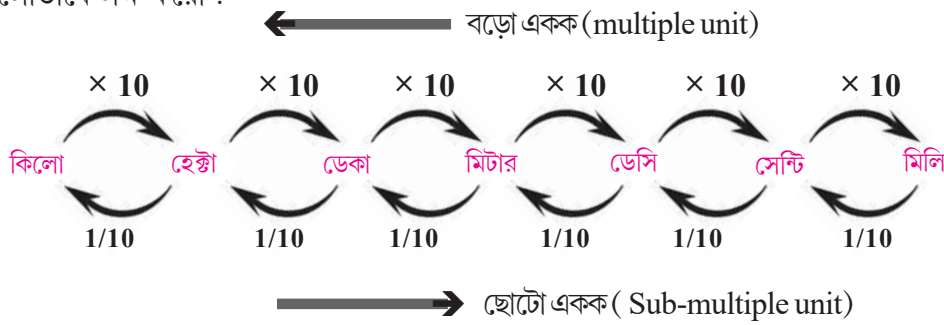 বড়ো একক (multiple unit)
× 10 × 10 × 10 × 10 × 10 × 10
কিলো হেক্টা ডেকা মিটার ডেসি সেন্টি মিলি
1/10 1/10 1/10 1/10 1/10 1/10
ছোটো একক ( Sub-multiple unit)